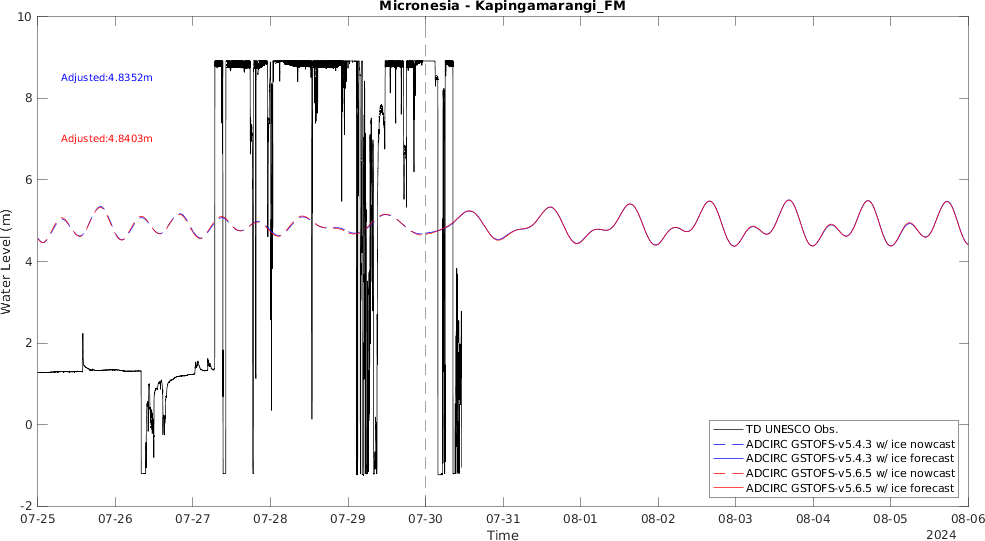 Micronesia - Kapingamarangi_FM
10
8
6
4
2
0
-2
Water Level (m)
Adjusted:4.8352m
Adjusted:4.8403m
TD UNESCO Obs.
ADCIRC GSTOFS-v5.4.3 w/ ice nowcast
ADCIRC GSTOFS-v5.4.3 w/ ice forecast
ADCIRC GSTOFS-v5.6.5 w/ ice nowcast
ADCIRC GSTOFS-v5.6.5 w/ ice forecast
07-25 07-26 07-27 07-28 07-29 07-30 07-31 08-01 08-02 08-03 08-04 08-05 08-06
Time
2024